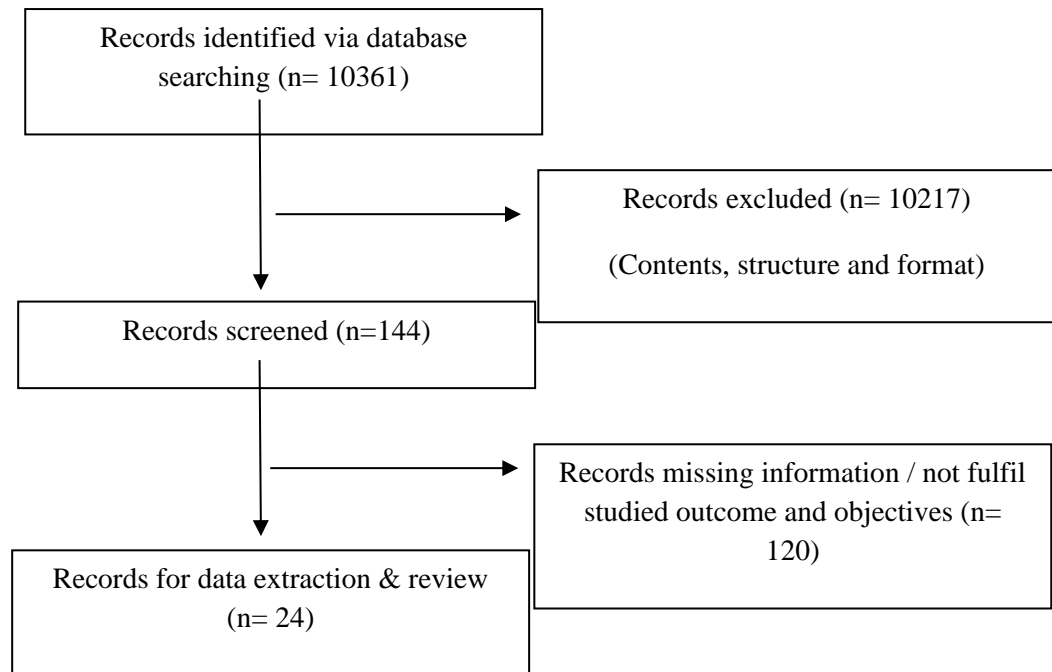 Records identified via database
searching (n= 10361)
Records excluded (n= 10217)
(Contents, structure and format)
Records screened (n=144)
Records missing information / not fulfil
studied outcome and objectives (n=
120)
Records for data extraction & review
(n= 24)